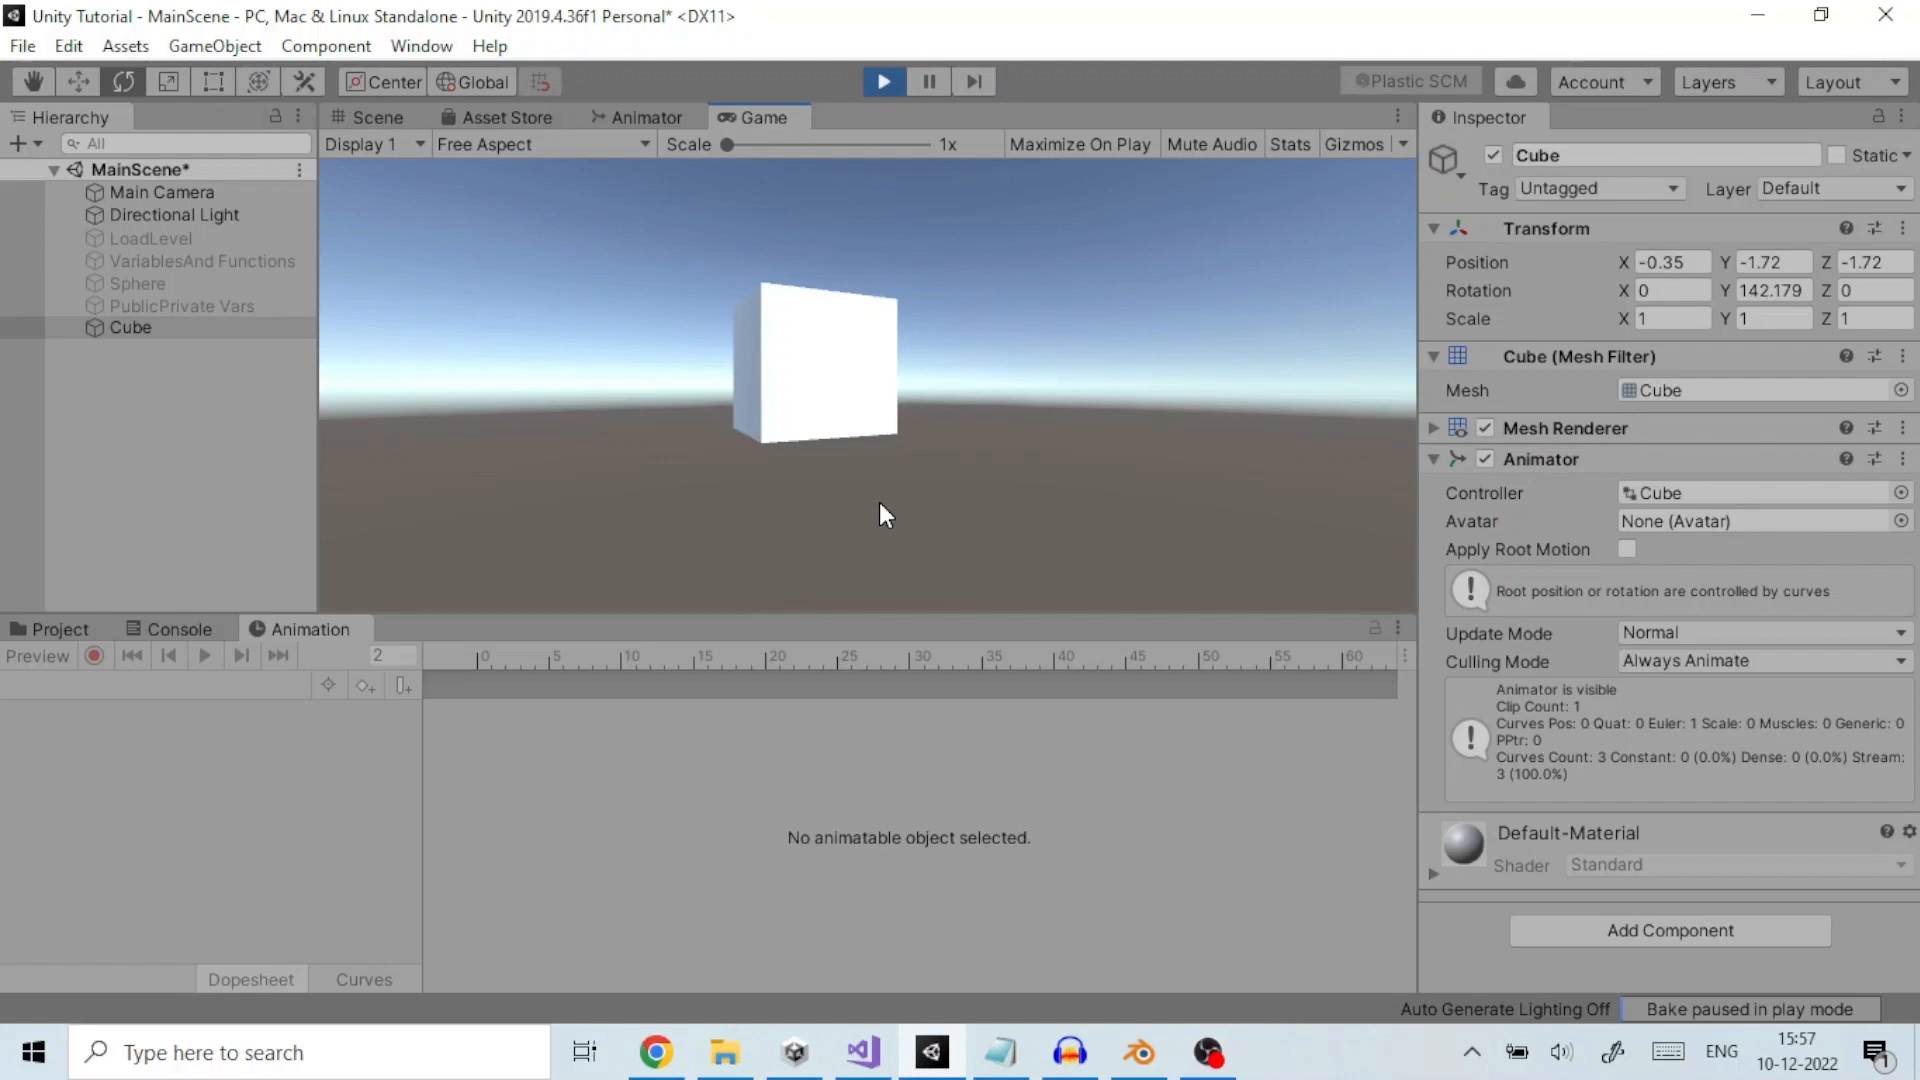 Unity Tutorial - MainScene - PC, Mac & Linux Standalone - Unity 2019.4.36f1 Personal* <DX11>
File Edit Assets GameObject Component Window Help
Center Global Plastic SCM Account Layers Layout
Hierarchy Scene Asset Store Animator Game Inspector
All Display 1 Free Aspect Scale 1x Maximize On Play Mute Audio Stats Gizmos
MainScene*
Main Camera
Directional Light
LoadLevel
VariablesAnd Functions
Sphere
PublicPrivate Vars
Cube
Cube Static
Tag Untagged Layer Default
Transform
Position X -0.35 Y -1.72 Z -1.72
Rotation X 0 Y 142.179 Z 0
Scale X 1 Y 1 Z 1
Cube (Mesh Filter)
Mesh Cube
Mesh Renderer
Animator
Controller Cube
Avatar None (Avatar)
Apply Root Motion
Root position or rotation are controlled by curves
Update Mode Normal
Culling Mode Always Animate
Animator is visible
Clip Count: 1
Curves Pos: 0 Quat: 0 Euler: 1 Scale: 0 Muscles: 0 Generic: 0
PPtr: 0
Curves Count: 3 Constant: 0 (0.0%) Dense: 0 (0.0%) Stream:
3 (100.0%)
Default-Material
Shader Standard
Add Component
Project Console Animation
Preview 2 0 5 10 15 20 25 30 35 40 45 50 55 60
No animatable object selected.
Dopesheet Curves
Auto Generate Lighting Off Bake paused in play mode
Type here to search
ENG
15:57
10-12-2022
1